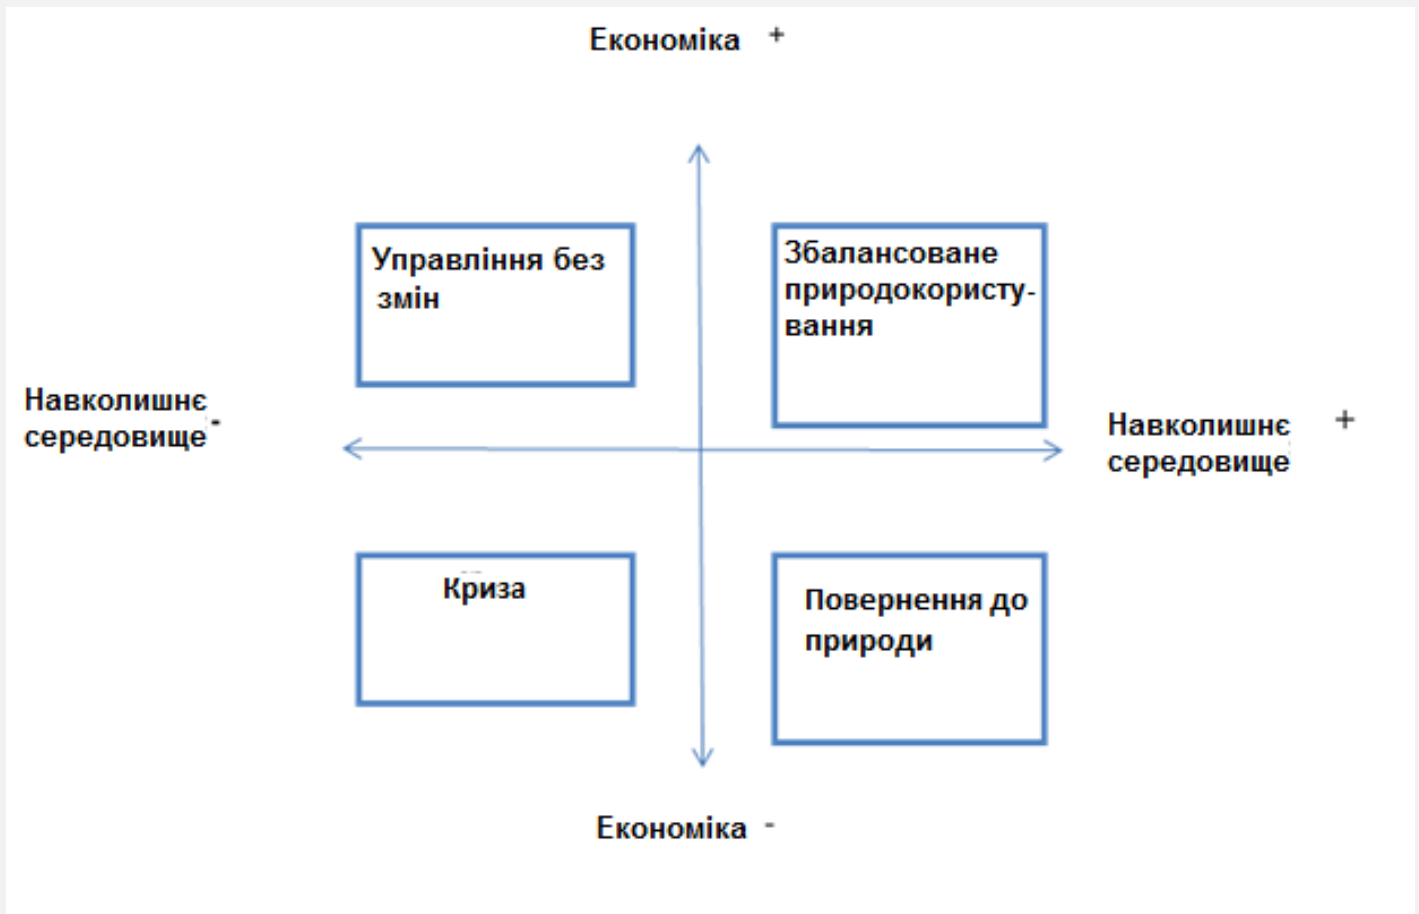 Економіка +
Управління без
змін
Збалансоване
природокористу-
вання
Навколишнє
середовище -
Навколишнє +
середовище
Криза
Повернення до
природи
Економіка -